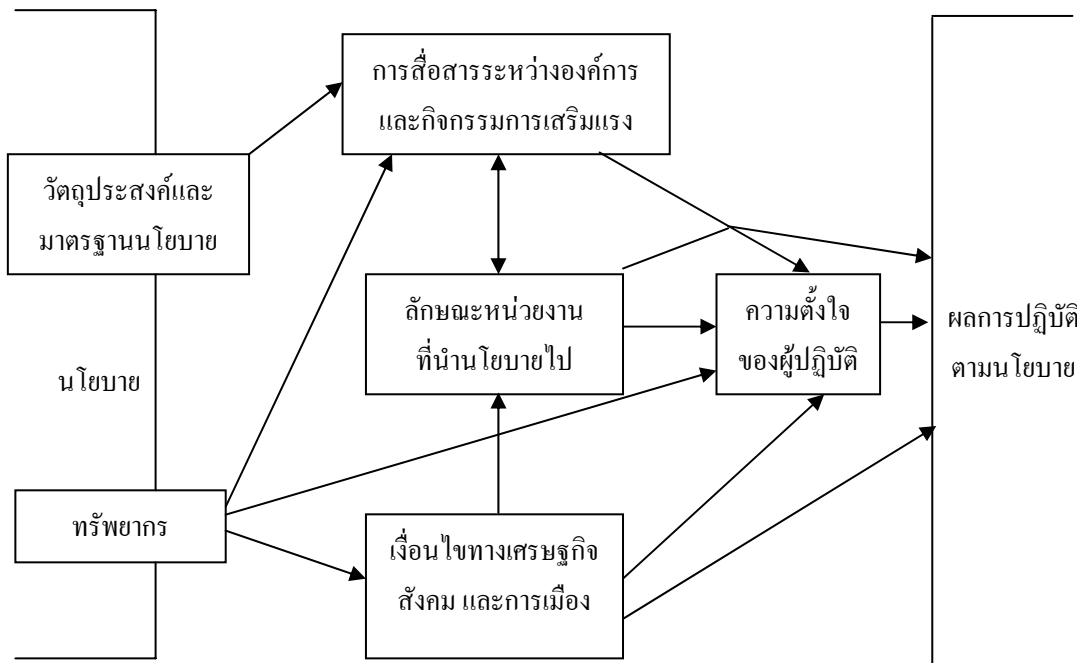 การสื่อสารระหว่างองค์การ
และกิจกรรมการเสริมแรง
วัตถุประสงค์และ
มาตรฐานนโยบาย
ลักษณะหน่วยงาน
ที่นำนโยบายไป
ความตั้งใจ
ของผู้ปฏิบัติ
ผลการปฏิบัติ
ตามนโยบาย
นโยบาย
ทรัพยากร
เงื่อนไขทางเศรษฐกิจ
สังคม และการเมือง